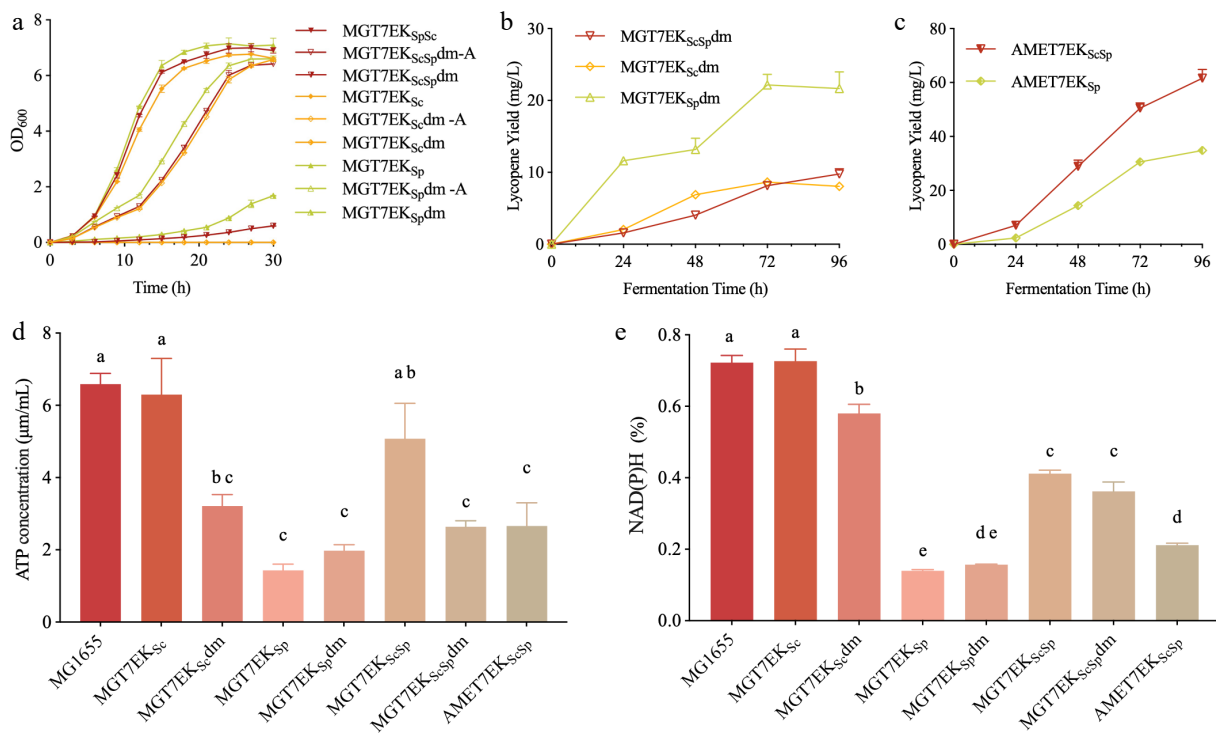 a
8
6
4
2
0
OD600
0 10 20 30
Time (h)
MGT7EKSpSc
MGT7EKScSpdm-A
MGT7EKScSpdm
MGT7EKSc
MGT7EKScdm -A
MGT7EKScdm
MGT7EKSp
MGT7EKSpdm -A
MGT7EKSpdm
b
30
20
10
0
Lycopene Yield (mg/L)
0 24 48 72 96
Fermentation Time (h)
MGT7EKScSpdm
MGT7EKScdm
MGT7EKSpdm
c
80
60
40
20
0
Lycopene Yield (mg/L)
0 24 48 72 96
Fermentation Time (h)
AMET7EKScSp
AMET7EKSp
d
8
6
4
2
0
ATP concentration (μm/mL)
a a b c c c a b c c
MG1655
MGT7EKSc
MGT7EKScdm
MGT7EKSp
MGT7EKSpdm
MGT7EKScSp
MGT7EKScSpdm
AMET7EKScSp
e
0.8
0.6
0.4
0.2
0.0
NAD(P)H (%)
a a b e d e c c d
MG1655
MGT7EKSc
MGT7EKScdm
MGT7EKSp
MGT7EKSpdm
MGT7EKScSp
MGT7EKScSpdm
AMET7EKScSp